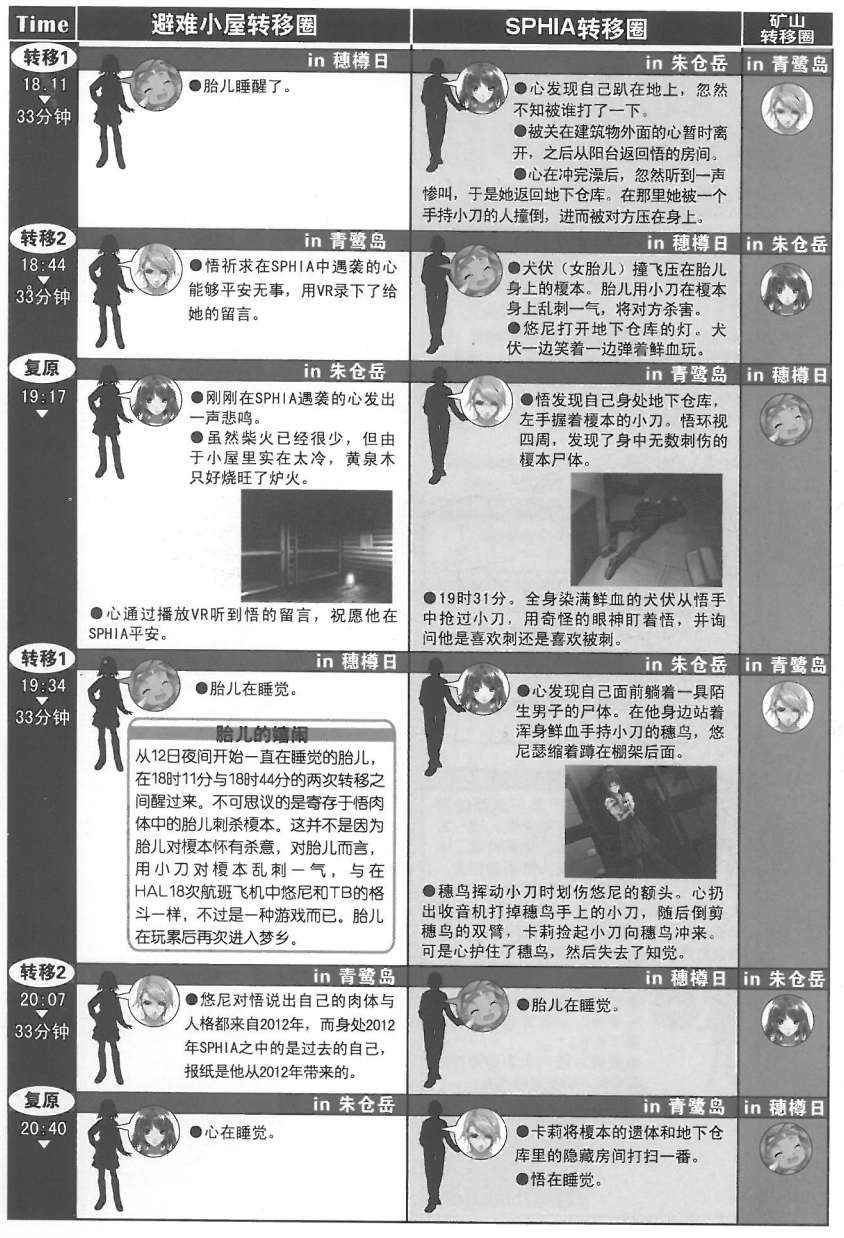 Time
避难小屋转移圈
SPHIA转移圈
矿山
转移圈
转移1
18.11
33分钟
in 穗樽日
●胎儿睡醒了。
in 朱仓岳
●心发现自己趴在地上，忽然
不知被谁打了一下。
●被关在建筑物外面的心暂时离
开，之后从阳台返回悟的房间。
●心在冲完澡后，忽然听到一声
惨叫，于是她返回地下仓库。在那里她被一个
手持小刀的人撞倒，进而被对方压在身上。
in 青鹭岛
转移2
18:44
33分钟
in 青鹭岛
●悟祈求在SPHIA中遇袭的心
能够平安无事，用VR录下了给
她的留言。
in 穗樽日
●犬伏（女胎儿）撞飞压在胎儿
身上的榎本。胎儿用小刀在榎本
身上乱刺一气，将对方杀害。
●悠尼打开地下仓库的灯。犬
伏一边笑着一边弹着鲜血玩。
in 朱仓岳
复原
19:17
in 朱仓岳
●刚刚在SPHIA遇袭的心发出
一声悲鸣。
●虽然柴火已经很少，但由
于小屋里实在太冷，黄泉木
只好烧旺了炉火。
●心通过播放VR听到悟的留言，祝愿他在
SPHIA平安。
in 青鹭岛
●悟发现自己身处地下仓库，
左手握着榎本的小刀。悟环视
四周，发现了身中无数刺伤的
榎本尸体。
●19时31分。全身染满鲜血的犬伏从悟手
中抢过小刀，用奇怪的眼神盯着悟，并询
问他是喜欢刺还是喜欢被刺。
in 穗樽日
转移1
19:34
33分钟
in 穗樽日
●胎儿在睡觉。
胎儿的嬉闹
从12日夜间开始一直在睡觉的胎儿，
在18时11分与18时44分的两次转移之
间醒过来。不可思议的是寄存于悟肉
体中的胎儿刺杀榎本。这并不是因为
胎儿对榎本怀有杀意，对胎儿而言，
用小刀对榎本乱刺一气，与在
HAL18次航班飞机中悠尼和TB的格
斗一样，不过是一种游戏而已。胎儿
在玩累后再次进入梦乡。
in 朱仓岳
●心发现自己面前躺着一具陌
生男子的尸体。在他身边站着
浑身鲜血手持小刀的穗鸟，悠
尼瑟缩着蹲在棚架后面。
●穗鸟挥动小刀时划伤悠尼的额头。心扔
出收音机打掉穗鸟手上的小刀，随后倒剪
穗鸟的双臂，卡莉捡起小刀向穗鸟冲来。
可是心护住了穗鸟，然后失去了知觉。
in 青鹭岛
转移2
20:07
33分钟
in 青鹭岛
●悠尼对悟说出自己的肉体与
人格都来自2012年，而身处2012
年SPHIA之中的是过去的自己，
报纸是他从2012年带来的。
in 穗樽日
●胎儿在睡觉。
in 朱仓岳
复原
20:40
in 朱仓岳
●心在睡觉。
in 青鹭岛
●卡莉将榎本的遗体和地下仓
库里的隐藏房间打扫一番。
●悟在睡觉。
in 穗樽日